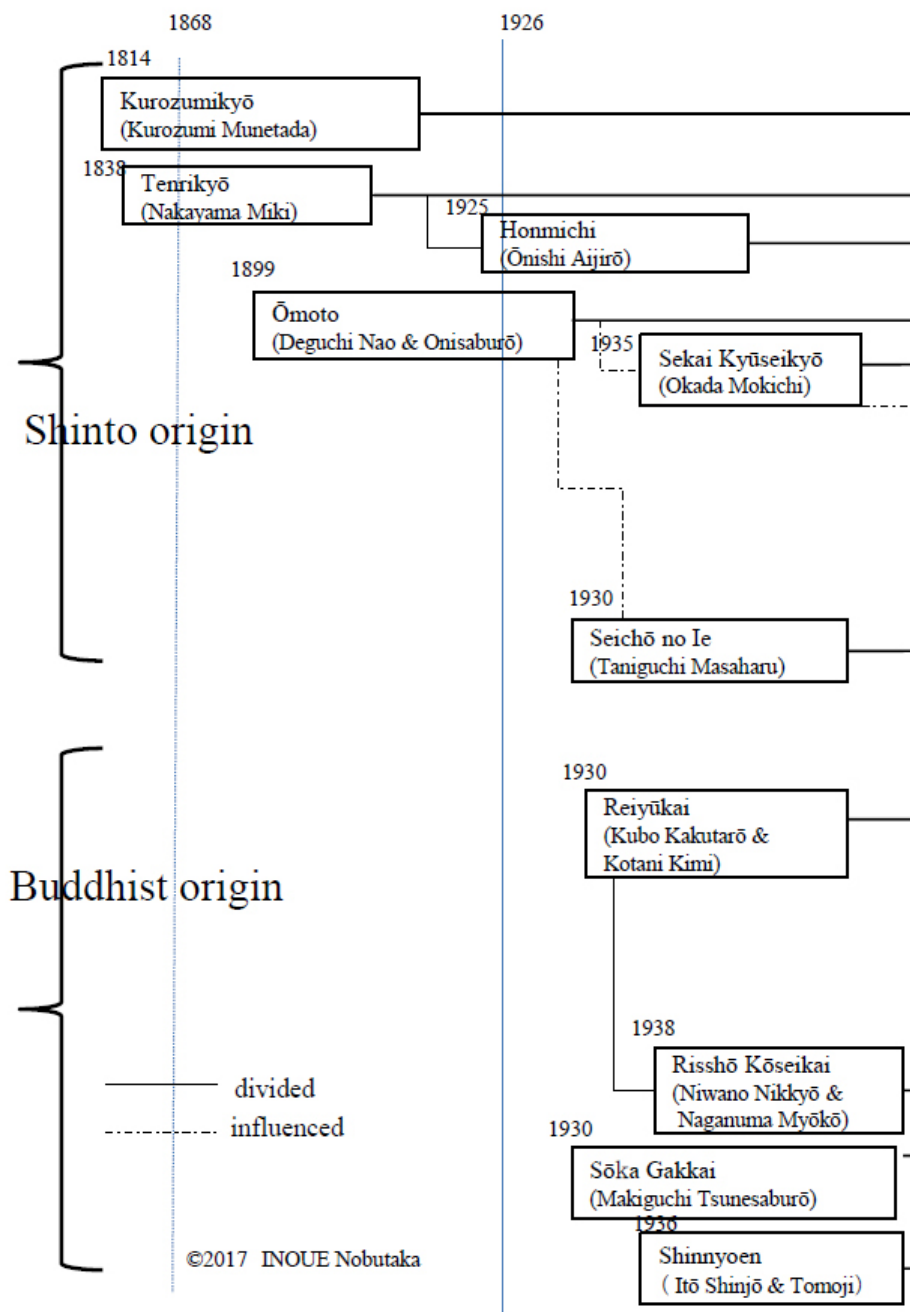 1868
1926
1814
Kurozumikyō
(Kurozumi Munetada)
1838
Tenrikyō
(Nakayama Miki)
1925
Honmichi
(Ōnishi Aijirō)
1899
Ōmoto
(Deguchi Nao & Onisaburō)
1935
Sekai Kyūseikyō
(Okada Mokichi)
Shinto origin
1930
Seichō no Ie
(Taniguchi Masaharu)
1930
Reiyūkai
(Kubo Kakutarō &
Kotani Kimi)
Buddhist origin
1938
Risshō Kōseikai
(Niwano Nikkyō &
Naganuma Myōkō)
divided
influenced
1930
Sōka Gakkai
(Makiguchi Tsunesaburō)
1936
Shinnyoen
( Itō Shinjō & Tomoji)
©2017 INOUE Nobutaka